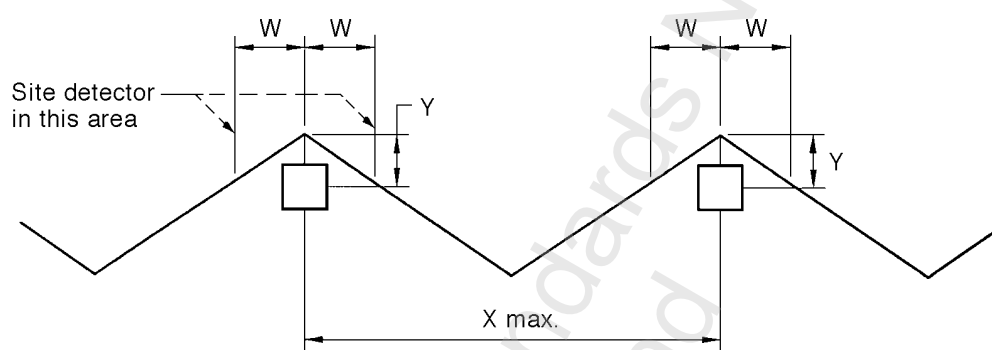 W W W W
Site detector
in this area
Y
Y
X max.